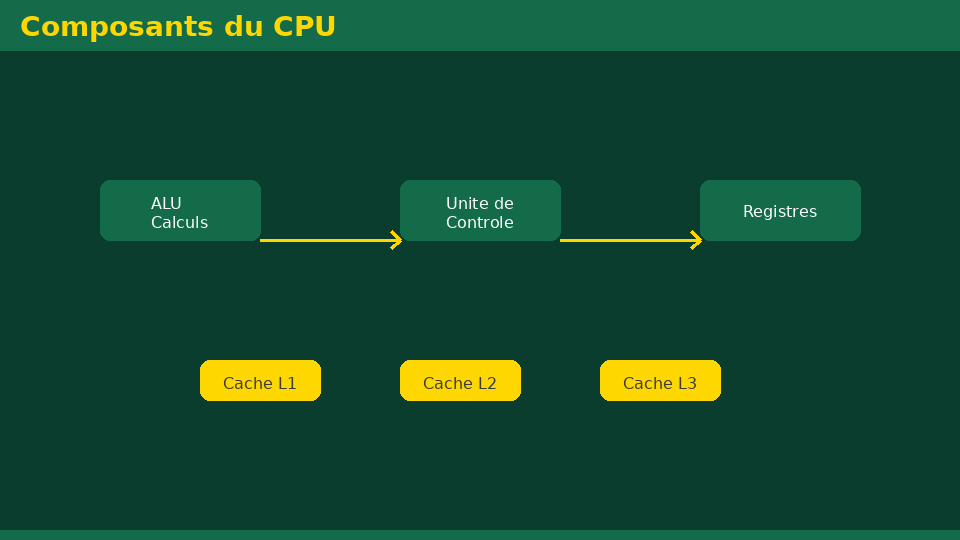 Composants du CPU
ALU
Calculs
Unite de
Controle
Registres
Cache L1
Cache L2
Cache L3